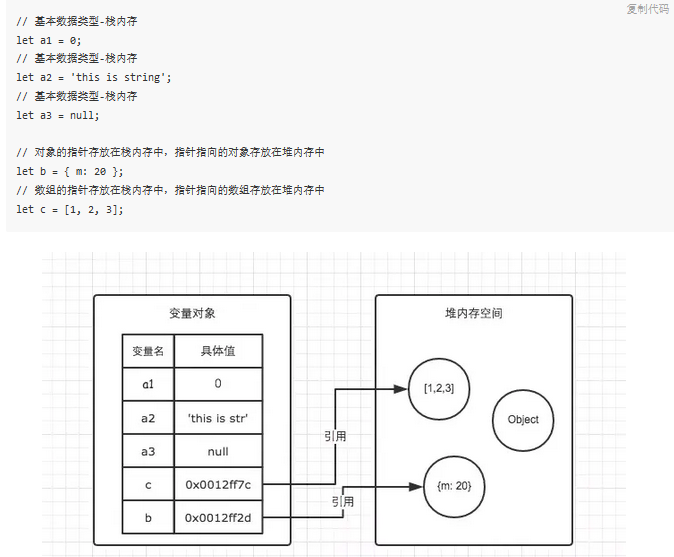 复制代码
// 基本数据类型-栈内存
let a1 = 0;
// 基本数据类型-栈内存
let a2 = 'this is string';
// 基本数据类型-栈内存
let a3 = null;
// 对象的指针存放在栈内存中，指针指向的对象存放在堆内存中
let b = { m: 20 };
// 数组的指针存放在栈内存中，指针指向的数组存放在堆内存中
let c = [1, 2, 3];
变量对象
变量名 具体值
a1 0
a2 'this is str'
a3 null
c 0x0012ff7c
b 0x0012ff2d
引用
引用
堆内存空间
[1,2,3]
Object
{m: 20}